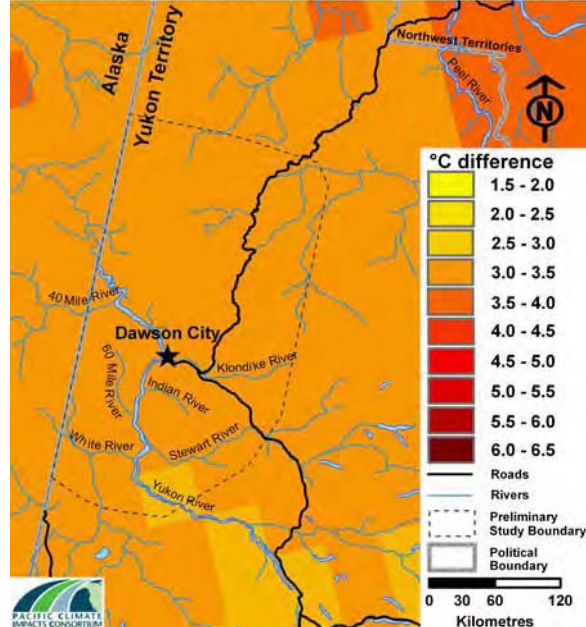 Alaska
Yukon Territory
Northwest Territories
Peel River
N
40 Mile River
Dawson City
60 Mile River
Klondike River
Indian River
White River
Stewart River
Yukon River
°C difference
1.5 - 2.0
2.0 - 2.5
2.5 - 3.0
3.0 - 3.5
3.5 - 4.0
4.0 - 4.5
4.5 - 5.0
5.0 - 5.5
5.5 - 6.0
6.0 - 6.5
Roads
Rivers
Preliminary
Study Boundary
Political
Boundary
0 30 60 120
Kilometres
PACIFIC CLIMATE
IMPACTS CONSORTIUM